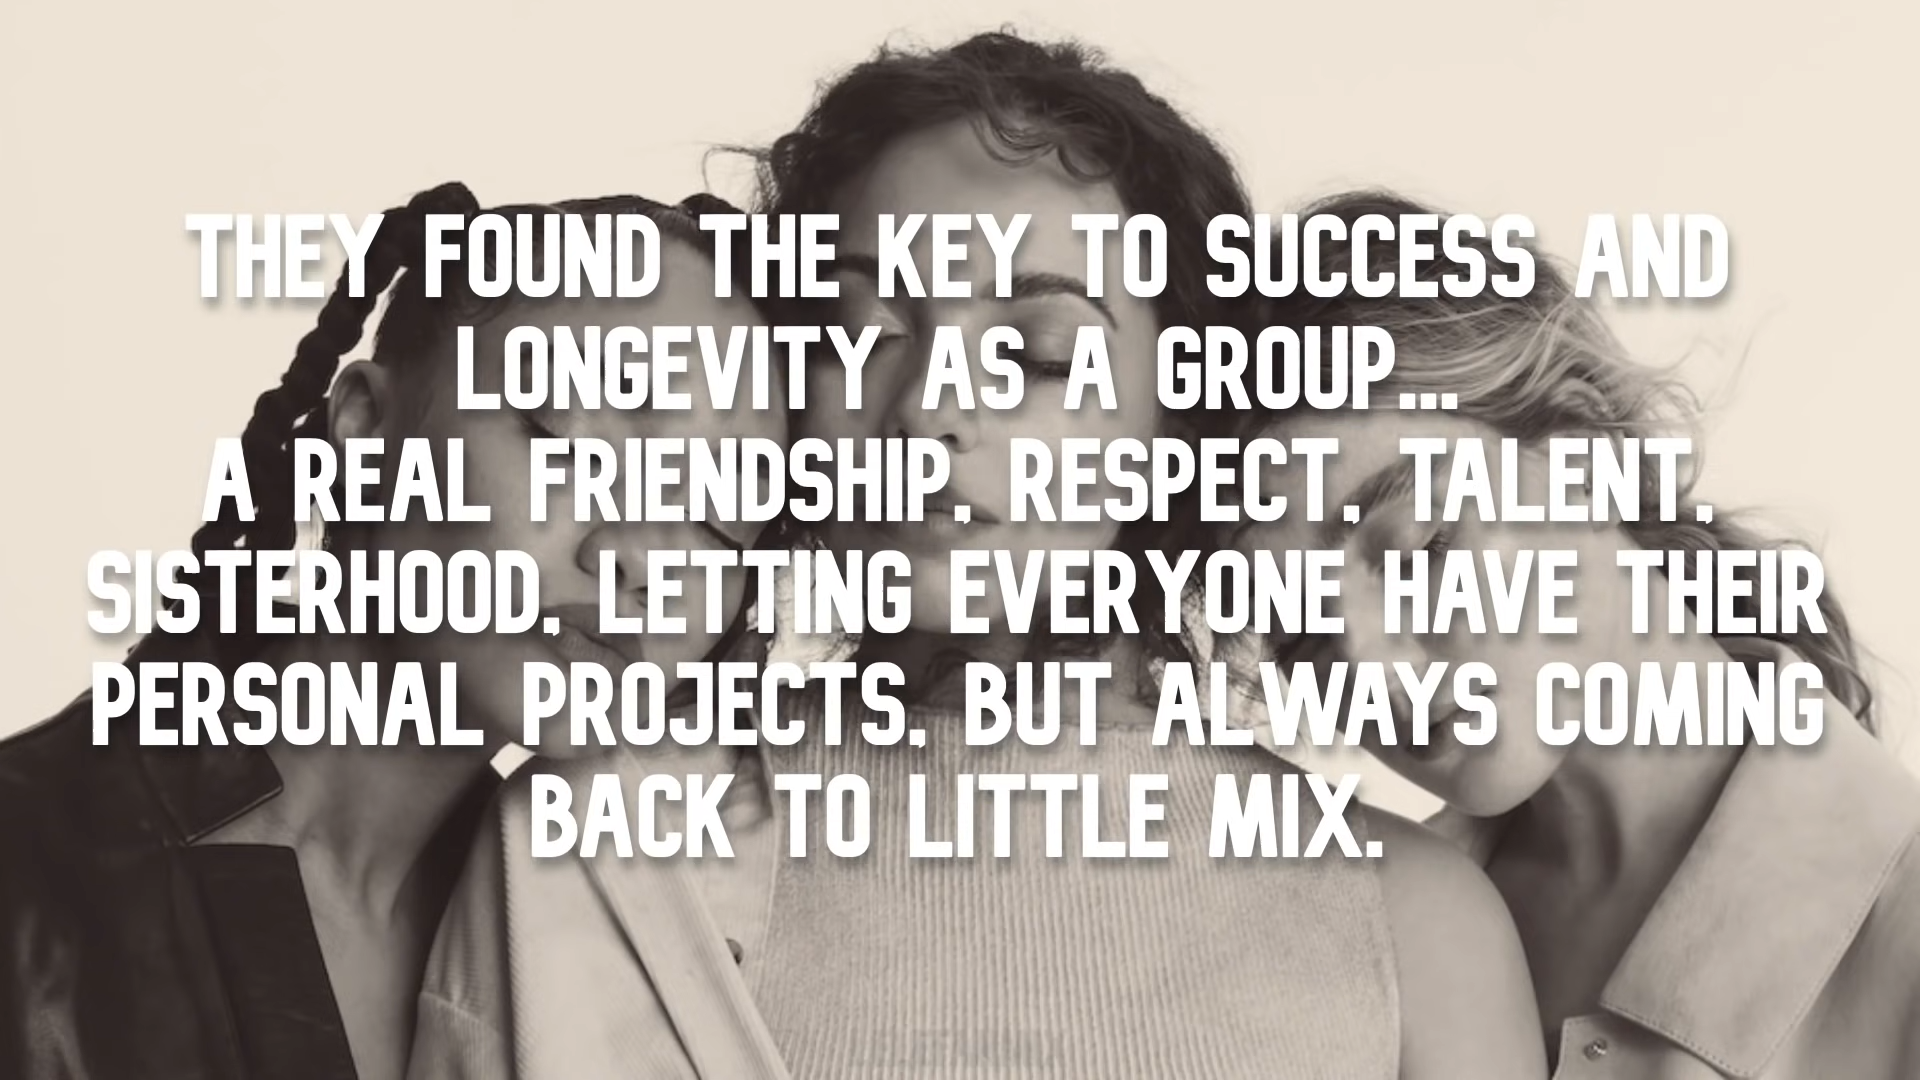 THEY FOUND THE KEY TO SUCCESS AND
LONGEVITY AS A GROUP...
A REAL FRIENDSHIP, RESPECT, TALENT,
SISTERHOOD, LETTING EVERYONE HAVE THEIR
PERSONAL PROJECTS, BUT ALWAYS COMING
BACK TO LITTLE MIX.